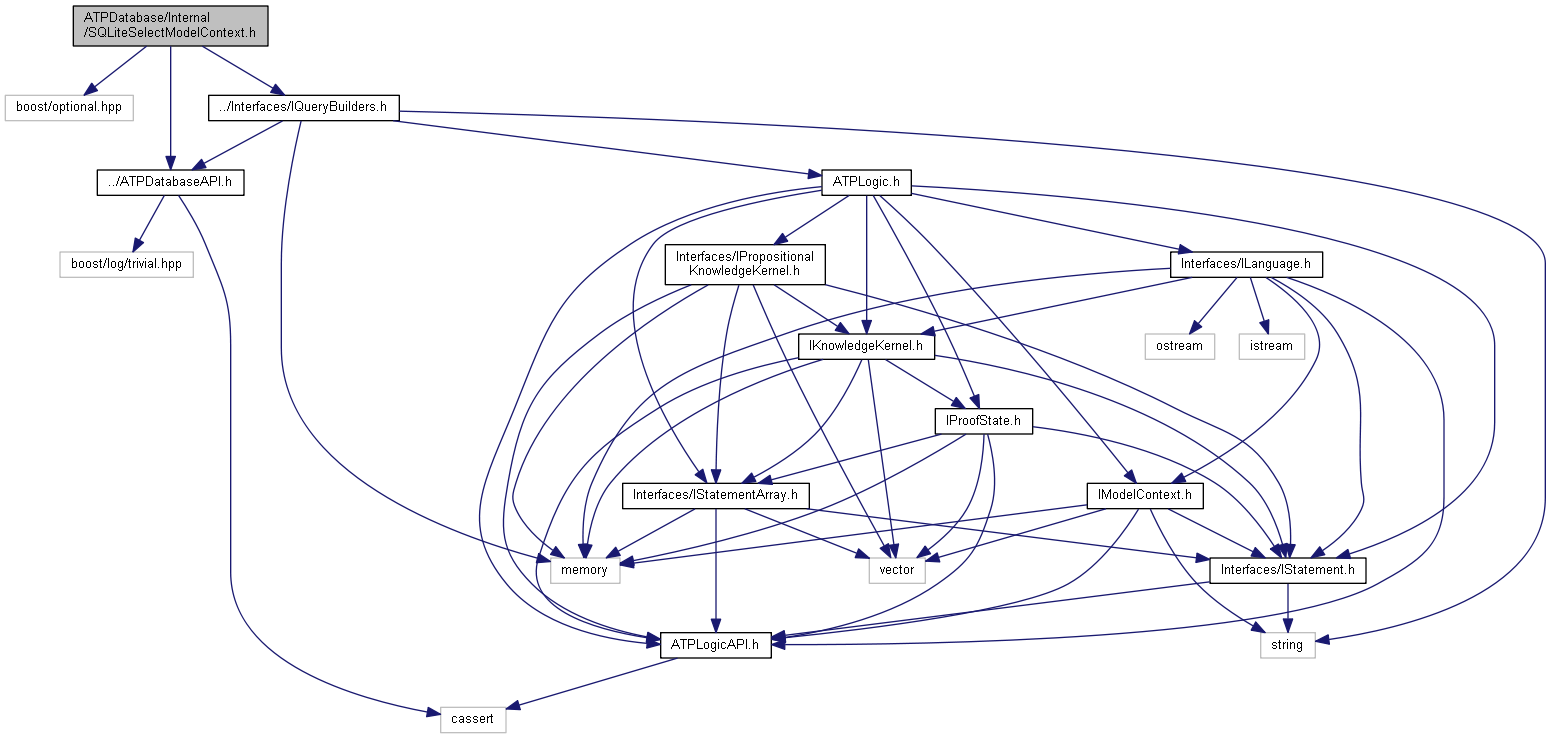 ATPDatabase/Internal
/SQLiteSelectModelContext.h
boost/optional.hpp
../Interfaces/IQueryBuilders.h
../ATPDatabaseAPI.h
ATPLogic.h
boost/log/trivial.hpp
Interfaces/IPropositional
KnowledgeKernel.h
Interfaces/ILanguage.h
IKnowledgeKernel.h
ostream
istream
IProofState.h
Interfaces/IStatementArray.h
IModelContext.h
memory
vector
Interfaces/IStatement.h
ATPLogicAPI.h
string
cassert